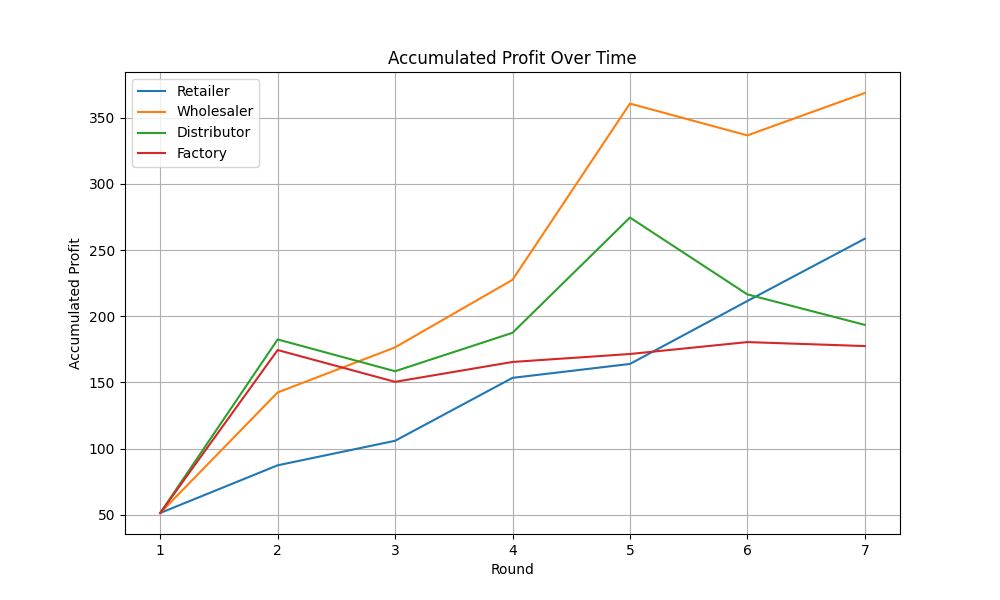 Accumulated Profit Over Time
Retailer
Wholesaler
Distributor
Factory
Accumulated Profit
350
300
250
200
150
100
50
1 2 3 4 5 6 7
Round